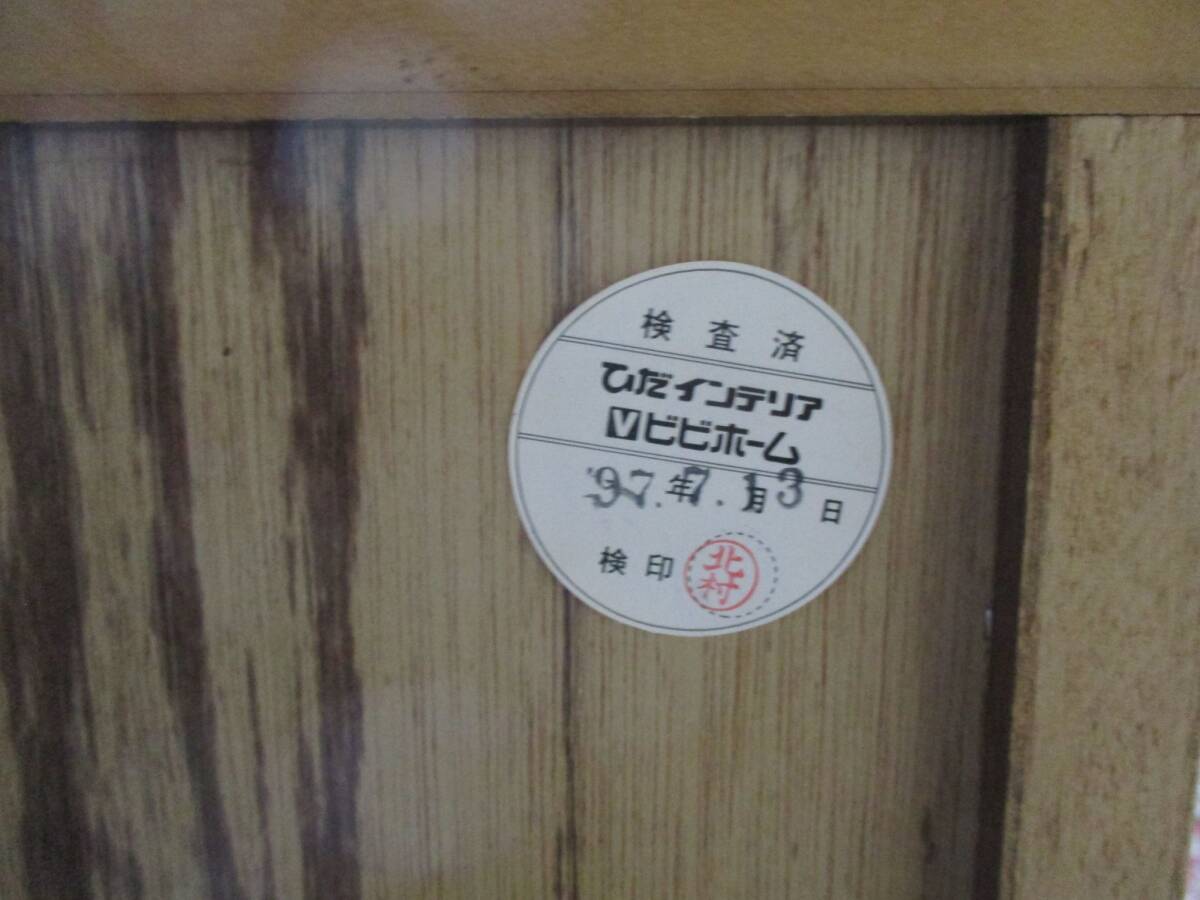 検査済
ひだインテリア
Vビビホーム
'97.年7.1月3日
検印 北村